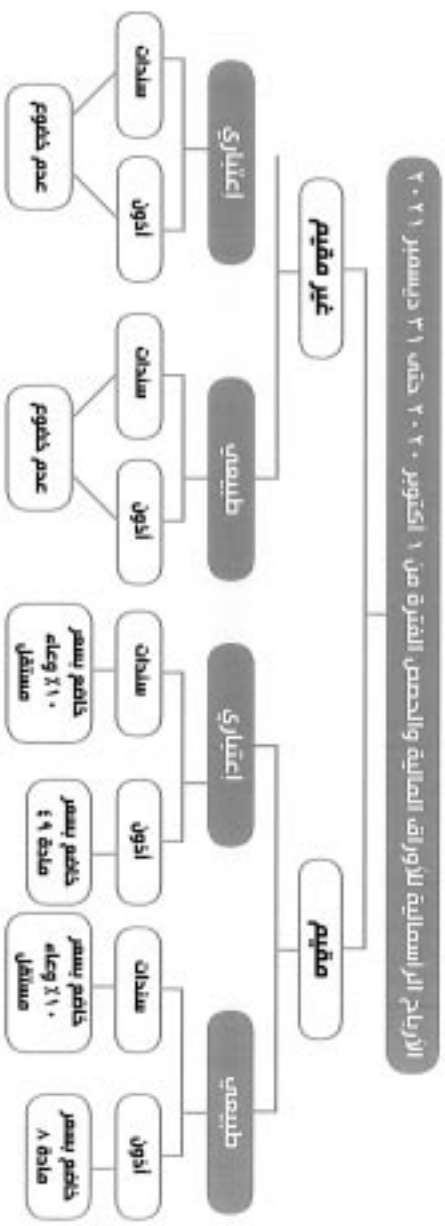 الأرباح الرأسمالية للأوراق المالية والحصص الفترة من ١ أكتوبر ٢٠٢٠ حتى ٣١ ديسمبر ٢٠٢١
مقيم
غير مقيم
طبيعي
إعتباري
طبيعي
إعتباري
أذون
سندات
أذون
سندات
أذون
سندات
أذون
سندات
خاضع بسعر
مادة ٨
خاضع بسعر
١٠٪ وعاء
مستقل
خاضع بسعر
مادة ٤٩
خاضع بسعر
١٠٪ وعاء
مستقل
عدم خضوع
عدم خضوع